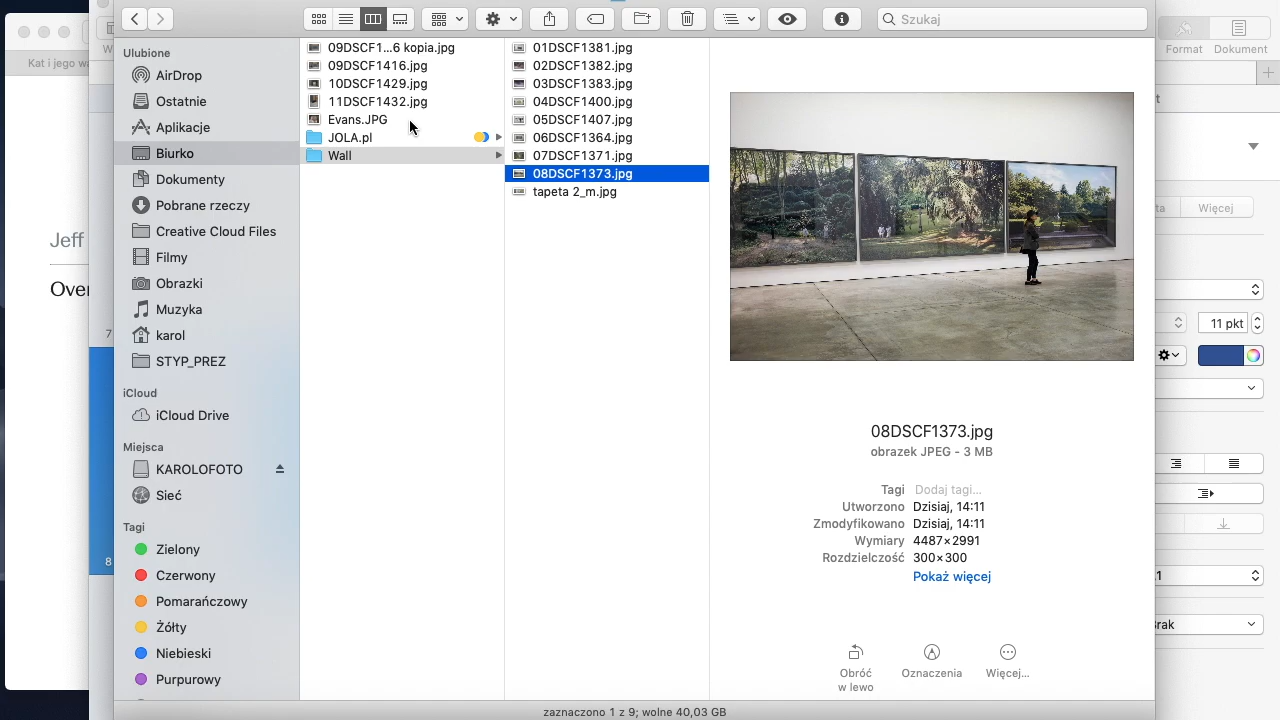 Szukaj
Ulubione
AirDrop
Ostatnie
Aplikacje
Biurko
Dokumenty
Pobrane rzeczy
Creative Cloud Files
Filmy
Obrazki
Muzyka
karol
STYP_PREZ
iCloud
iCloud Drive
Miejsca
KAROLOFOTO
Sieć
Tagi
Zielony
Czerwony
Pomarańczowy
Żółty
Niebieski
Purpurowy
09DSCF1...6 kopia.jpg
09DSCF1416.jpg
10DSCF1429.jpg
11DSCF1432.jpg
Evans.JPG
JOLA.pl
Wall
01DSCF1381.jpg
02DSCF1382.jpg
03DSCF1383.jpg
04DSCF1400.jpg
05DSCF1407.jpg
06DSCF1364.jpg
07DSCF1371.jpg
08DSCF1373.jpg
tapeta 2_m.jpg
08DSCF1373.jpg
obrazek JPEG - 3 MB
Tagi Dodaj tagi...
Utworzono Dzisiaj, 14:11
Zmodyfikowano Dzisiaj, 14:11
Wymiary 4487×2991
Rozdzielczość 300×300
Pokaż więcej
Obróć
w lewo
Oznaczenia
Więcej...
zaznaczono 1 z 9; wolne 40,03 GB
Kat i jego
Jeff
Over
7
8
Format
Dokument
Więcej
11 pkt